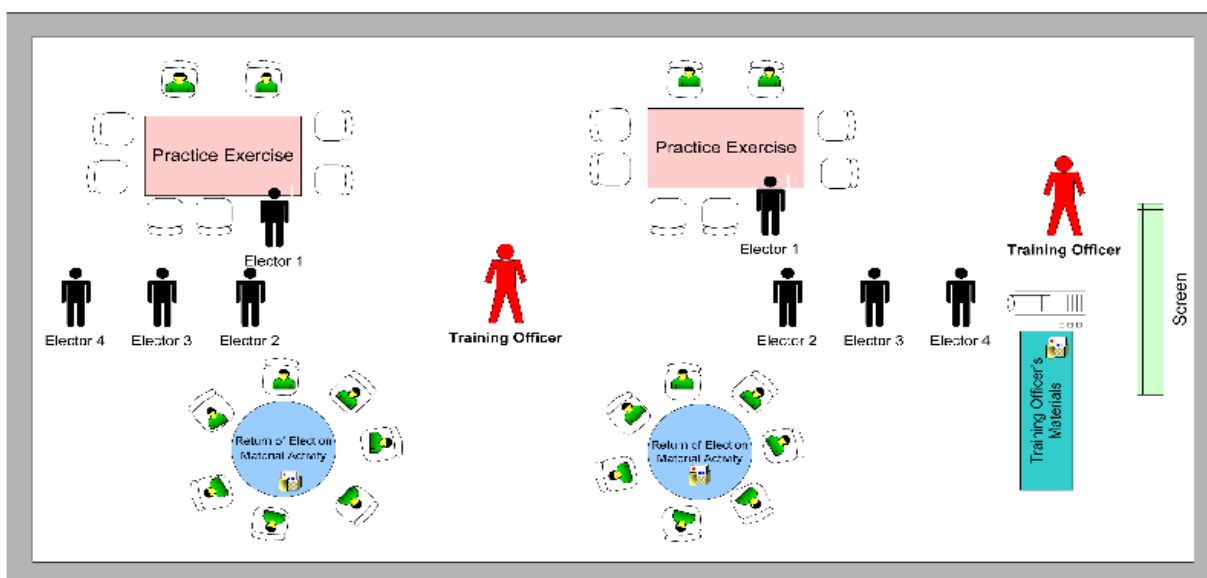 Practice Exercise
Practice Exercise
Elector 1
Elector 1
Training Officer
Screen
Elector 4
Elector 3
Elector 2
Training Officer
Elector 2
Elector 3
Elector 4
Training Officer's
Materials
Return of Election
Material Activity
Return of Election
Material Activity